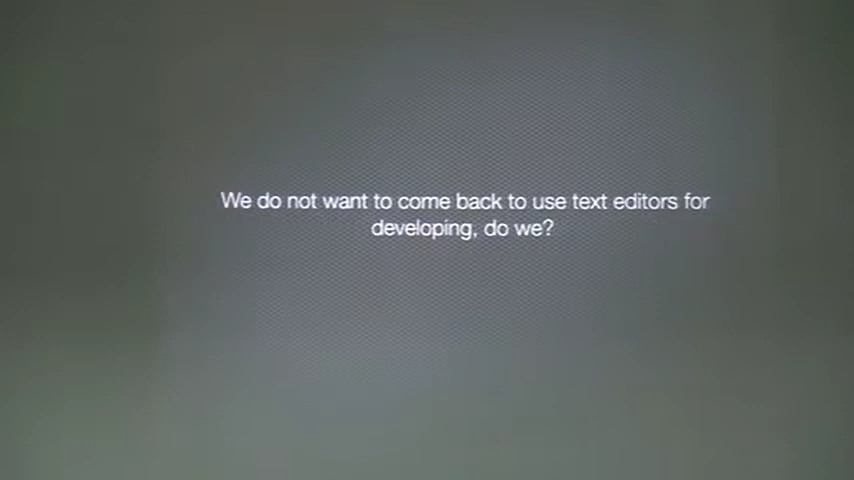 We do not want to come back to use text editors for
developing, do we?